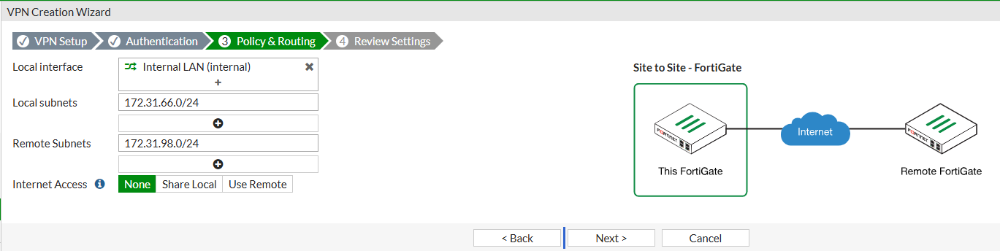 VPN Creation Wizard
VPN Setup Authentication 3 Policy & Routing 4 Review Settings
Local interface Internal LAN (internal)
+
Local subnets 172.31.66.0/24
Remote Subnets 172.31.98.0/24
Internet Access None Share Local Use Remote
Site to Site - FortiGate
FORTINET Internet FORTINET
This FortiGate Remote FortiGate
< Back Next > Cancel